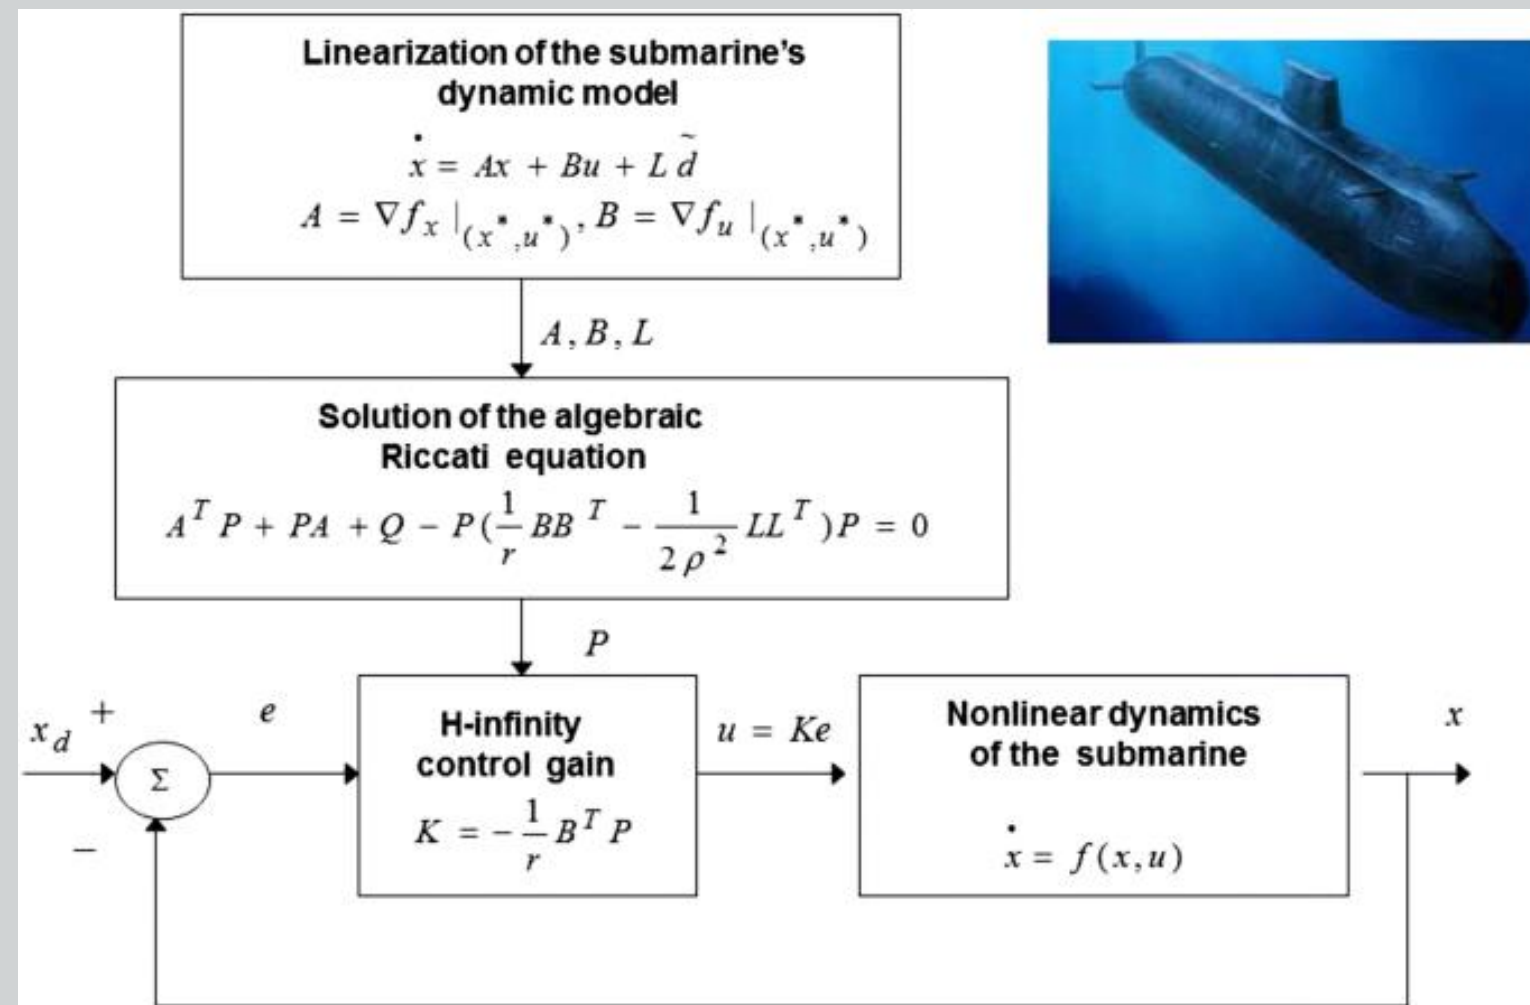 Linearization of the submarine's
dynamic model
ẋ = Ax + Bu + L d̃
A = ∇f_x |_(x*,u*), B = ∇f_u |_(x*,u*)
A, B, L
Solution of the algebraic
Riccati equation
A^T P + PA + Q − P(1/r BB^T − 1/2ρ^2 LL^T)P = 0
P
x_d
+
−
Σ
e
H-infinity
control gain
K = −1/r B^T P
u = Ke
Nonlinear dynamics
of the submarine
ẋ = f(x,u)
x